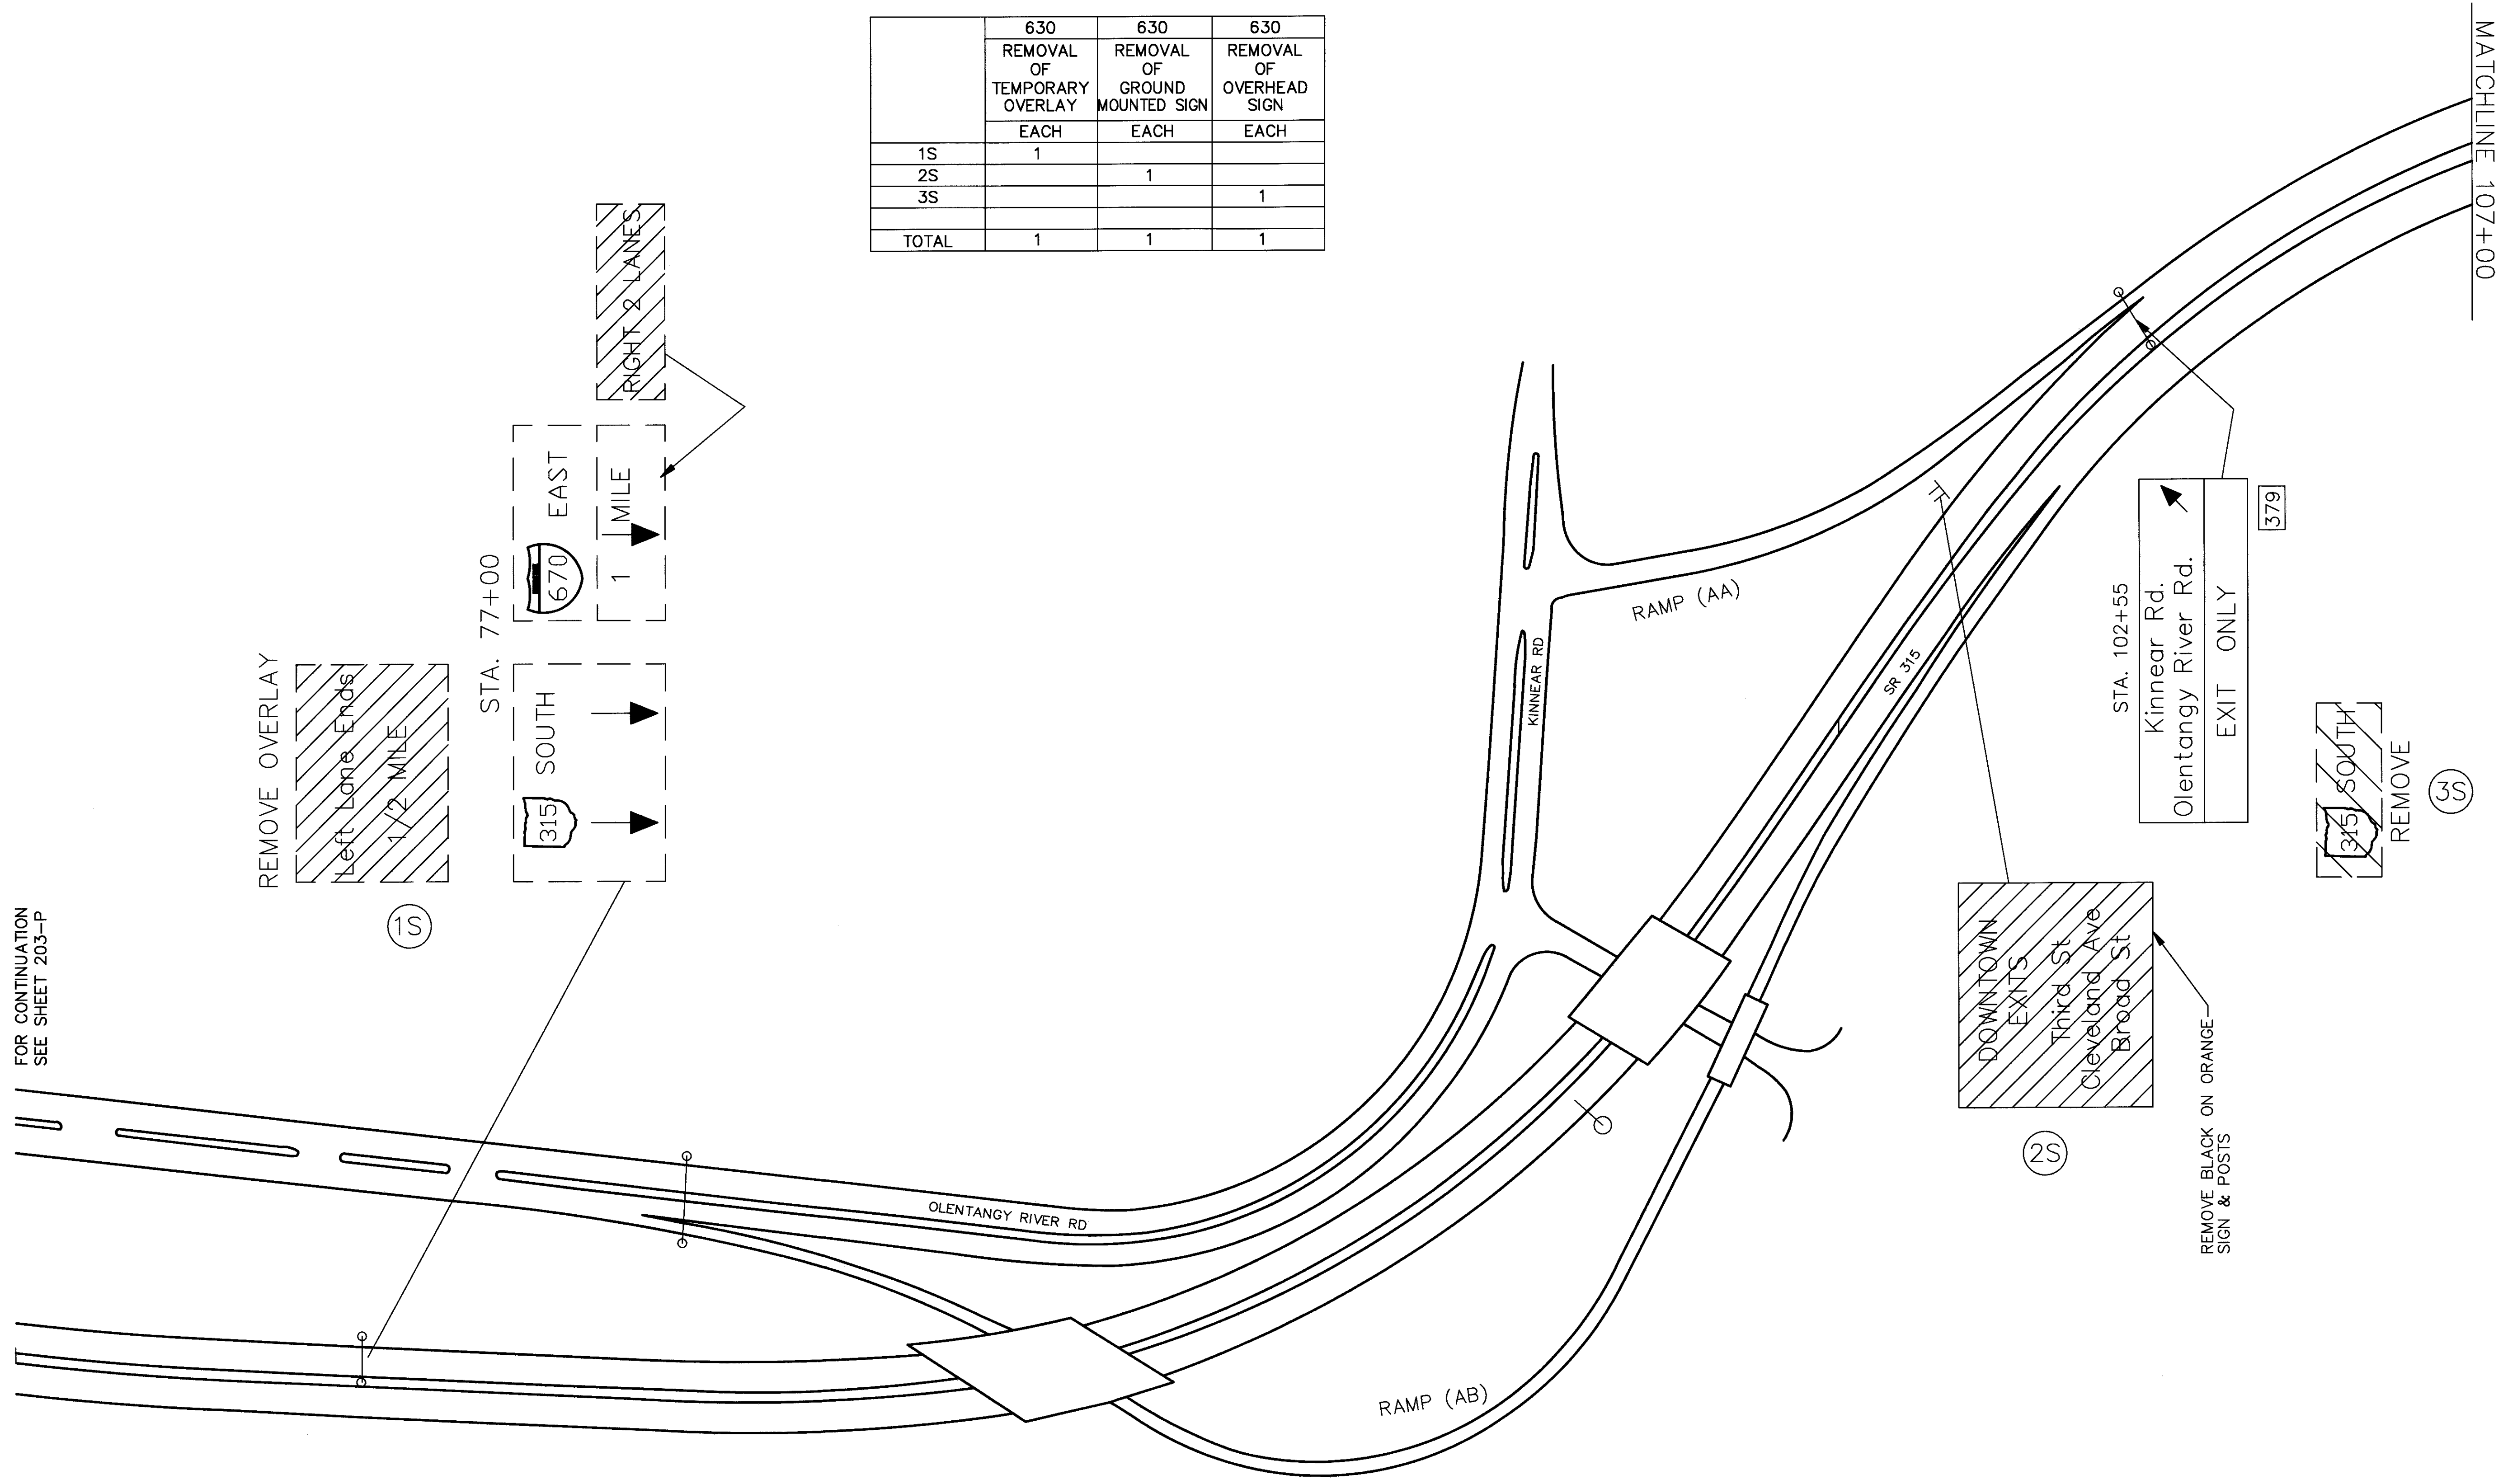 630 630 630
REMOVAL OF TEMPORARY OVERLAY
REMOVAL OF GROUND MOUNTED SIGN
REMOVAL OF OVERHEAD SIGN
EACH EACH EACH
1S 1
2S 1
3S 1
TOTAL 1 1 1
MATCHLINE 107+00
FOR CONTINUATION
SEE SHEET 203-P
REMOVE OVERLAY
Left Lane Ends
1/2 MILE
1S
STA. 77+00
315 SOUTH
670 EAST
1 MILE
RIGHT 2 LANES
OLENTANGY RIVER RD
KINNEAR RD
RAMP (AA)
RAMP (AB)
SR 315
DOWNTOWN
EXITS
Third St
Cleveland Ave
Broad St
2S
REMOVE BLACK ON ORANGE
SIGN & POSTS
STA. 102+55
Kinnear Rd.
Olentangy River Rd.
EXIT ONLY
379
315 SOUTH
REMOVE
3S